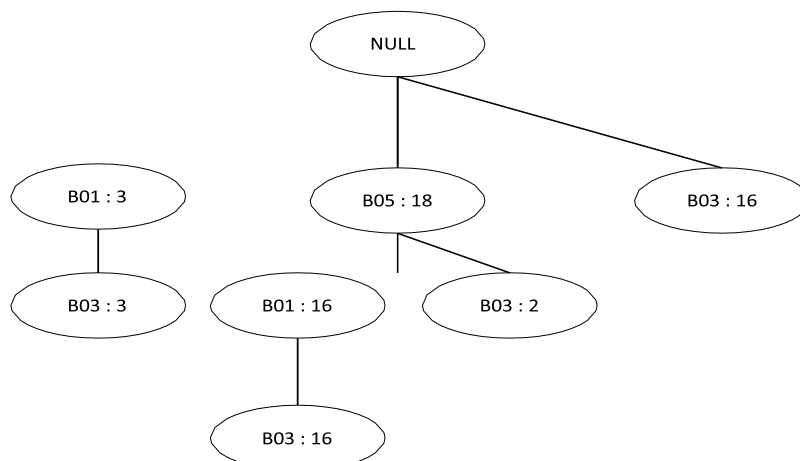 NULL
B01 : 3
B05 : 18
B03 : 16
B03 : 3
B01 : 16
B03 : 2
B03 : 16